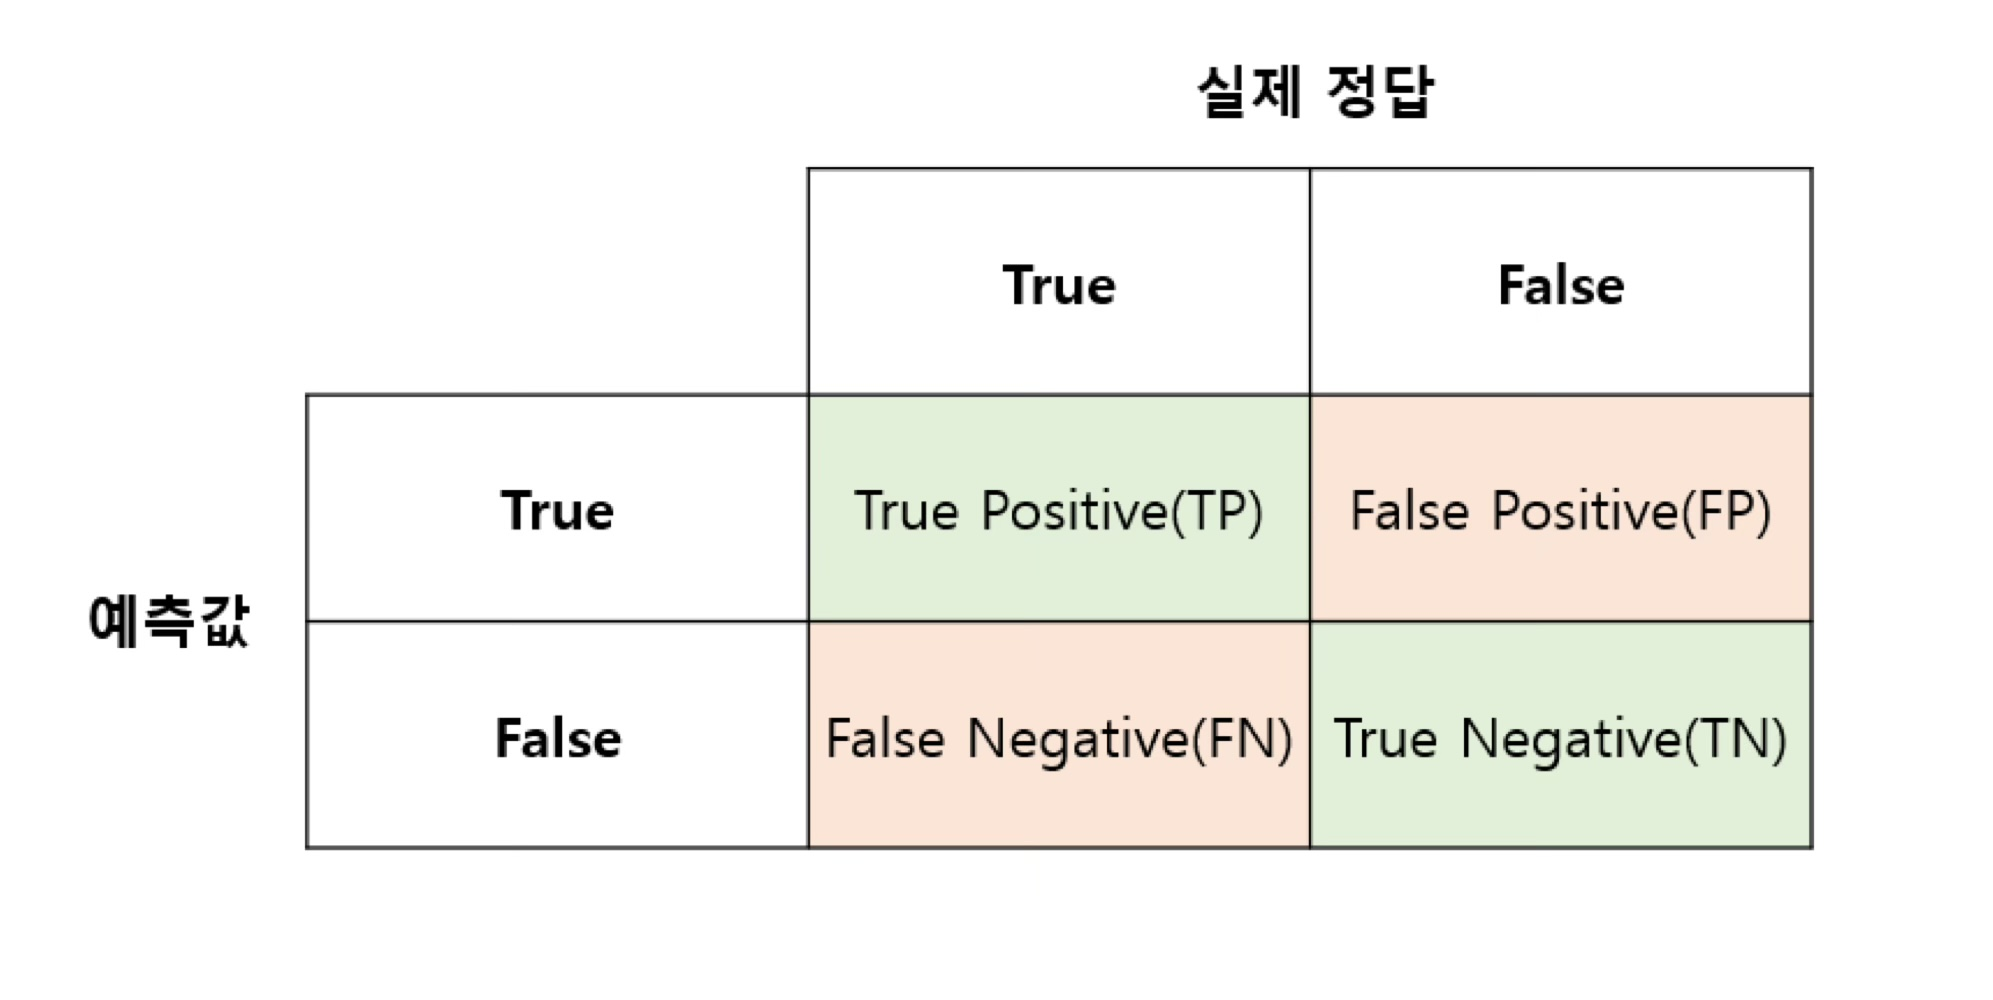 실제 정답
True
False
True
True Positive(TP)
False Positive(FP)
예측값
False
False Negative(FN)
True Negative(TN)